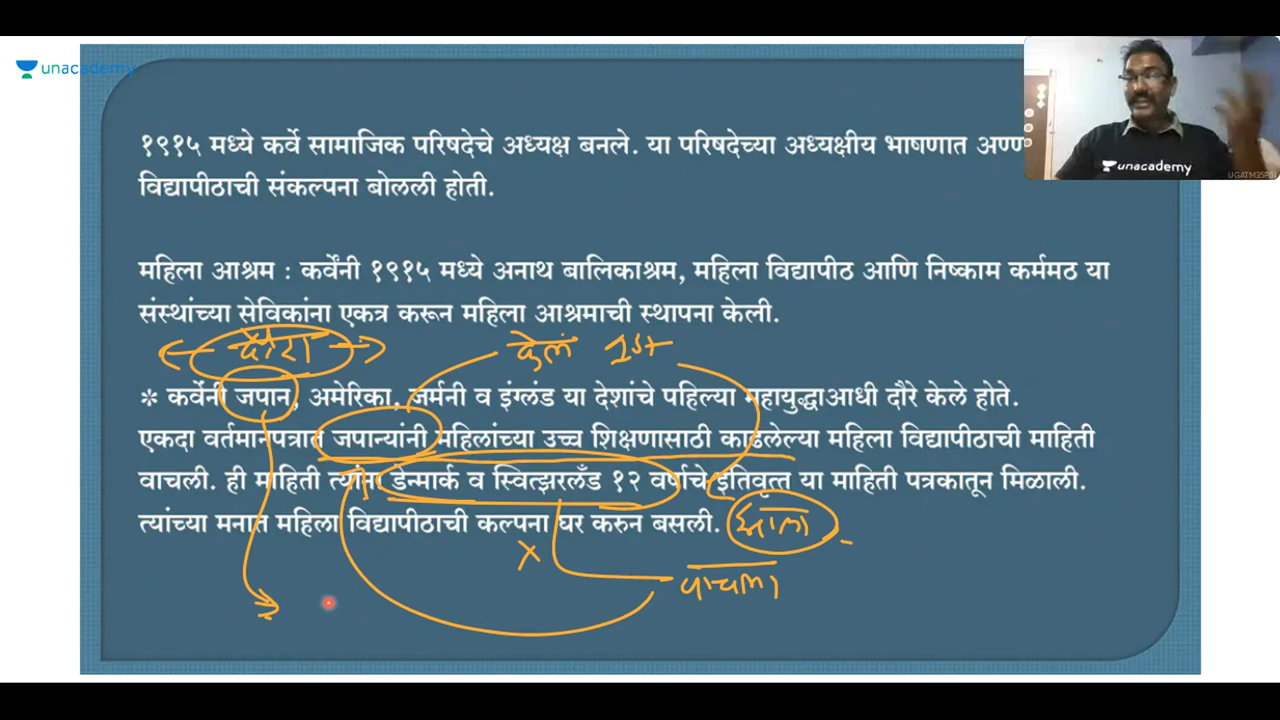 unacademy
१९१५ मध्ये कर्वे सामाजिक परिषदेचे अध्यक्ष बनले. या परिषदेच्या अध्यक्षीय भाषणात अण्ण
विद्यापीठाची संकल्पना बोलली होती.
unacademy
UGATM3SPBI
महिला आश्रम : कर्वेंनी १९१५ मध्ये अनाथ बालिकाश्रम, महिला विद्यापीठ आणि निष्काम कर्ममठ या
संस्थांच्या सेविकांना एकत्र करून महिला आश्रमाची स्थापना केली.
दौरा केलं 1st
* कर्वेंनी जपान, अमेरिका, जर्मनी व इंग्लंड या देशांचे पहिल्या महायुद्धाआधी दौरे केले होते.
एकदा वर्तमानपत्रात जपान्यांनी महिलांच्या उच्च शिक्षणासाठी काढलेल्या महिला विद्यापीठाची माहिती
वाचली. ही माहिती त्यांना डेन्मार्क व स्वित्झरलँड १२ वर्षाचे इतिवृत्त या माहिती पत्रकातून मिळाली.
त्यांच्या मनात महिला विद्यापीठाची कल्पना घर करुन बसली.
वाचला